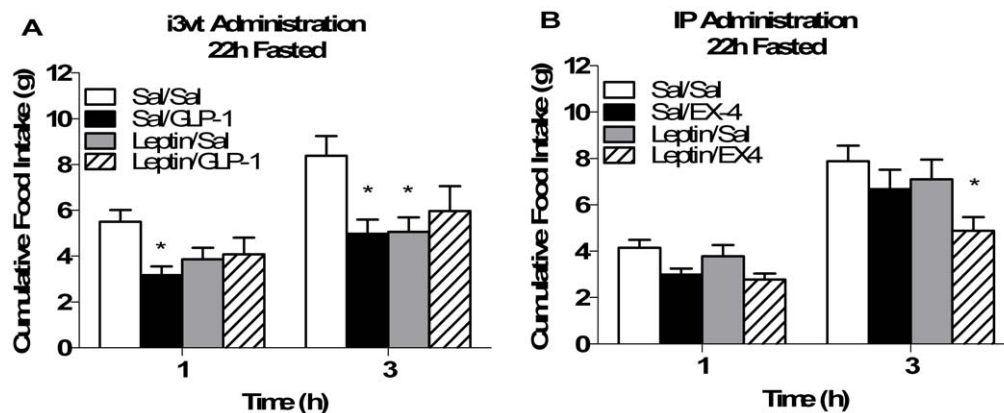 A
i3vt Administration
22h Fasted
Cumulative Food Intake (g)
12
10
8
6
4
2
0
Sal/Sal
Sal/GLP-1
Leptin/Sal
Leptin/GLP-1
*
* *
1 3
Time (h)
B
IP Administration
22h Fasted
Cumulative Food Intake (g)
12
10
8
6
4
2
0
Sal/Sal
Sal/EX-4
Leptin/Sal
Leptin/EX4
*
1 3
Time (h)